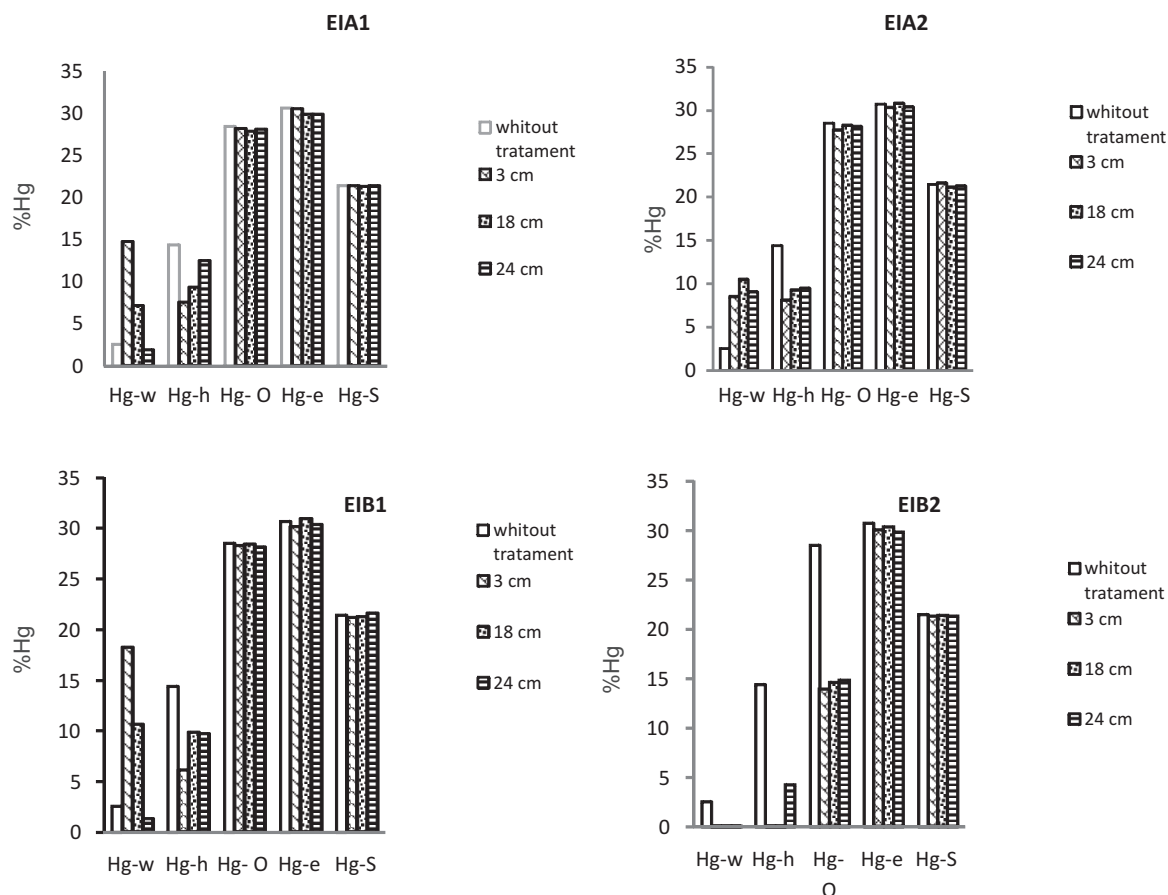 EIA1
%Hg
35
30
25
20
15
10
5
0
Hg-w Hg-h Hg- O Hg-e Hg-S
whitout
tratament
3 cm
18 cm
24 cm
EIA2
%Hg
35
30
25
20
15
10
5
0
Hg-w Hg-h Hg- O Hg-e Hg-S
whitout
tratament
3 cm
18 cm
24 cm
EIB1
%Hg
35
30
25
20
15
10
5
0
Hg-w Hg-h Hg- O Hg-e Hg-S
whitout
tratament
3 cm
18 cm
24 cm
EIB2
%Hg
35
30
25
20
15
10
5
0
Hg-w Hg-h Hg- Hg-e Hg-S
O
whitout
tratament
3 cm
18 cm
24 cm